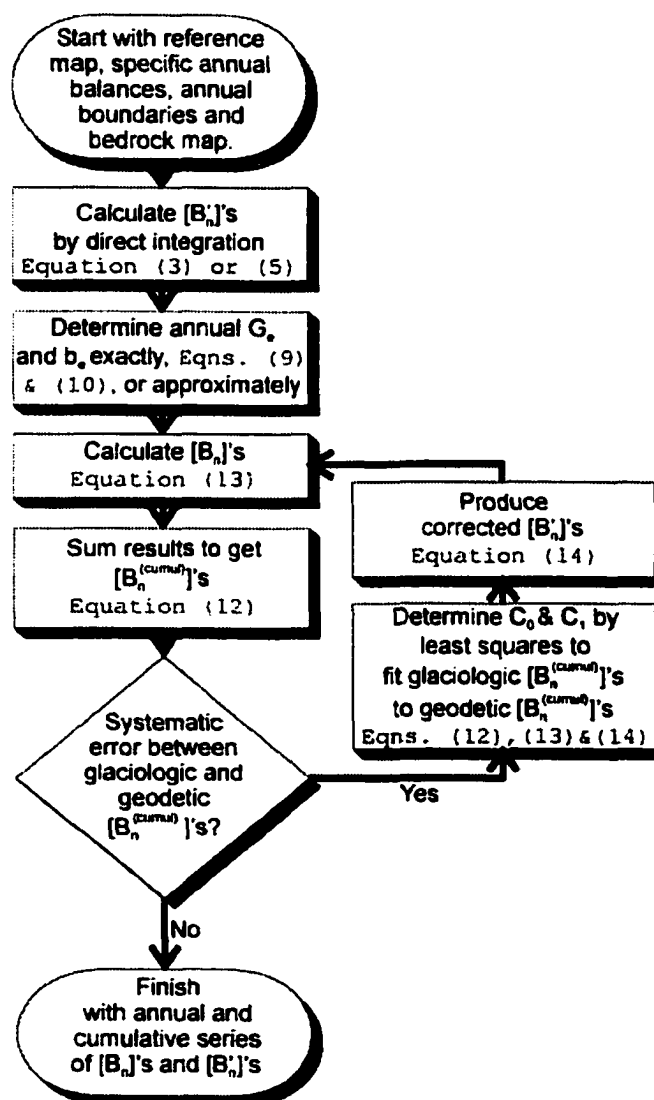 Start with reference
map, specific annual
balances, annual
boundaries and
bedrock map.
Calculate [B'ₙ]'s
by direct integration
Equation (3) or (5)
Determine annual Gₑ
and bₑ exactly, Eqns. (9)
& (10), or approximately
Calculate [Bₙ]'s
Equation (13)
Sum results to get
[Bₙ^(cumul)]'s
Equation (12)
Systematic
error between
glaciologic and
geodetic
[Bₙ^(cumul)]'s?
Yes
Determine C₀ & C₁ by
least squares to
fit glaciologic [Bₙ^(cumul)]'s
to geodetic [Bₙ^(cumul)]'s
Eqns. (12),(13)&(14)
Produce
corrected [B'ₙ]'s
Equation (14)
No
Finish
with annual and
cumulative series
of [Bₙ]'s and [B'ₙ]'s